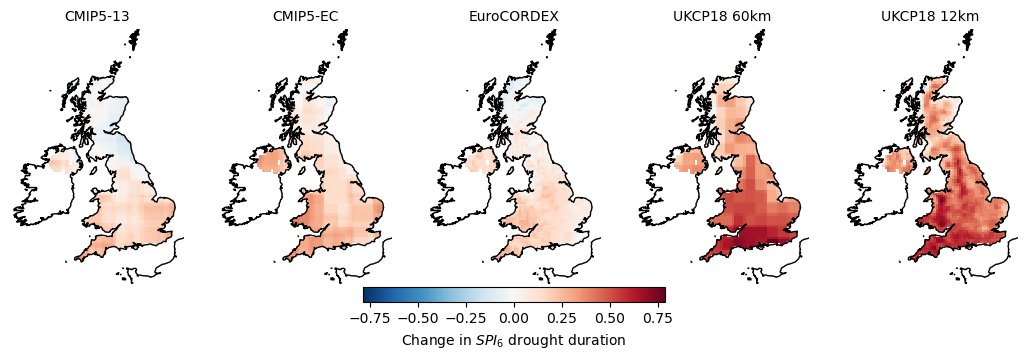 CMIP5-13 CMIP5-EC EuroCORDEX UKCP18 60km UKCP18 12km
−0.75 −0.50 −0.25 0.00 0.25 0.50 0.75
Change in SPI₆ drought duration